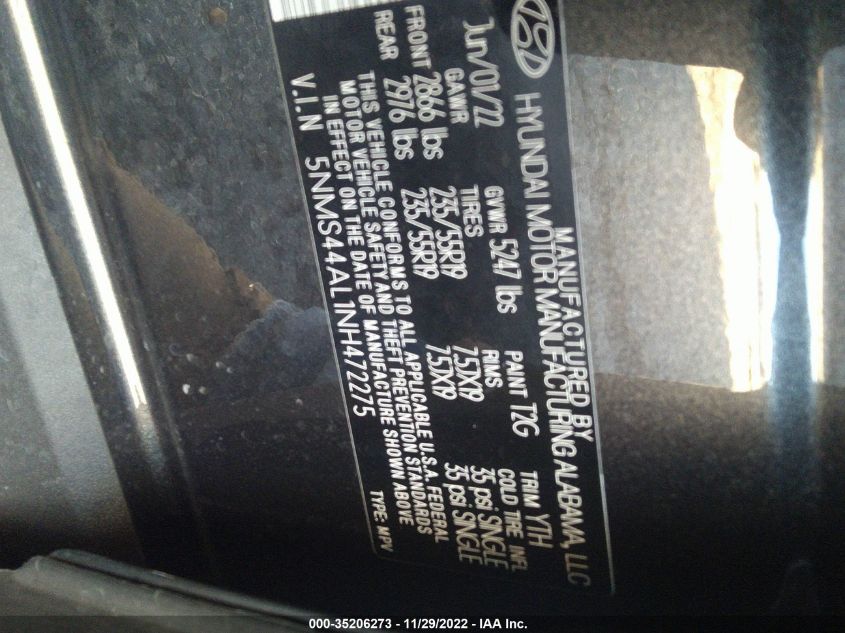 MANUFACTURED BY
HYUNDAI MOTOR MANUFACTURING ALABAMA, LLC
Jun/01/22 GVWR 5247 lbs PAINT T2G TRIM YTH
GAWR TIRES RIMS COLD TIRE INFL
FRONT 2866 lbs 235/55R19 7.5JX19 35 psi SINGLE
REAR 2976 lbs 235/55R19 7.5JX19 35 psi SINGLE
THIS VEHICLE CONFORMS TO ALL APPLICABLE U.S.A. FEDERAL
MOTOR VEHICLE SAFETY AND THEFT PREVENTION STANDARDS
IN EFFECT ON THE DATE OF MANUFACTURE SHOWN ABOVE
V.I.N 5NMS44AL1NH472275 TYPE: MPV
000-35206273 - 11/29/2022 - IAA Inc.